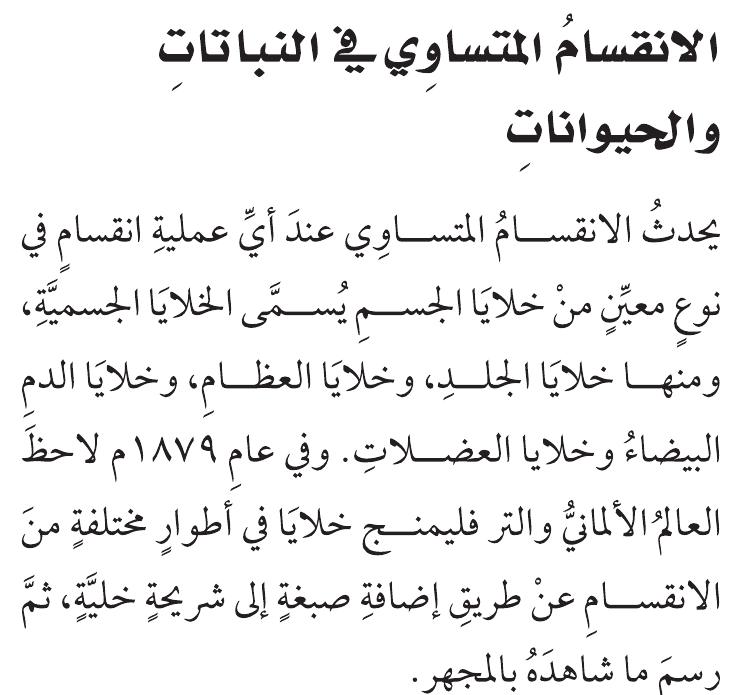 الانقسامُ المتساوِي في النباتاتِ
والحيواناتِ
يحدثُ الانقسامُ المتساوِي عندَ أيِّ عمليةِ انقسامٍ في
نوعٍ معيِّنٍ منْ خلايَا الجسمِ يُسمَّى الخلايَا الجسميَّةِ،
ومنها خلايَا الجلدِ، وخلايَا العظامِ، وخلايَا الدمِ
البيضاءُ وخلايا العضلاتِ. وفي عامِ ١٨٧٩م لاحظَ
العالمُ الألمانيُّ والتر فليمنج خلايَا في أطوارٍ مختلفةٍ منَ
الانقسامِ عنْ طريقِ إضافةِ صبغةٍ إلى شريحةٍ خليَّةٍ، ثمَّ
رسمَ ما شاهدَهُ بالمجهرِ.